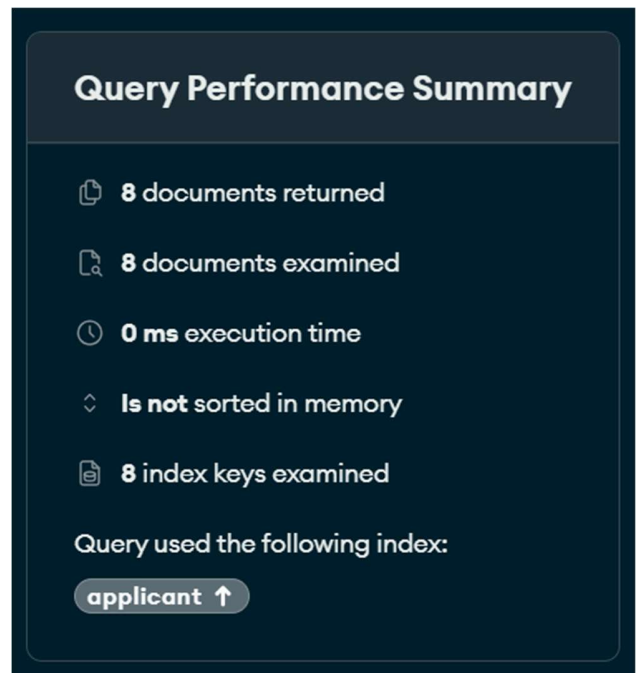 Query Performance Summary
8 documents returned
8 documents examined
0 ms execution time
Is not sorted in memory
8 index keys examined
Query used the following index:
applicant ↑